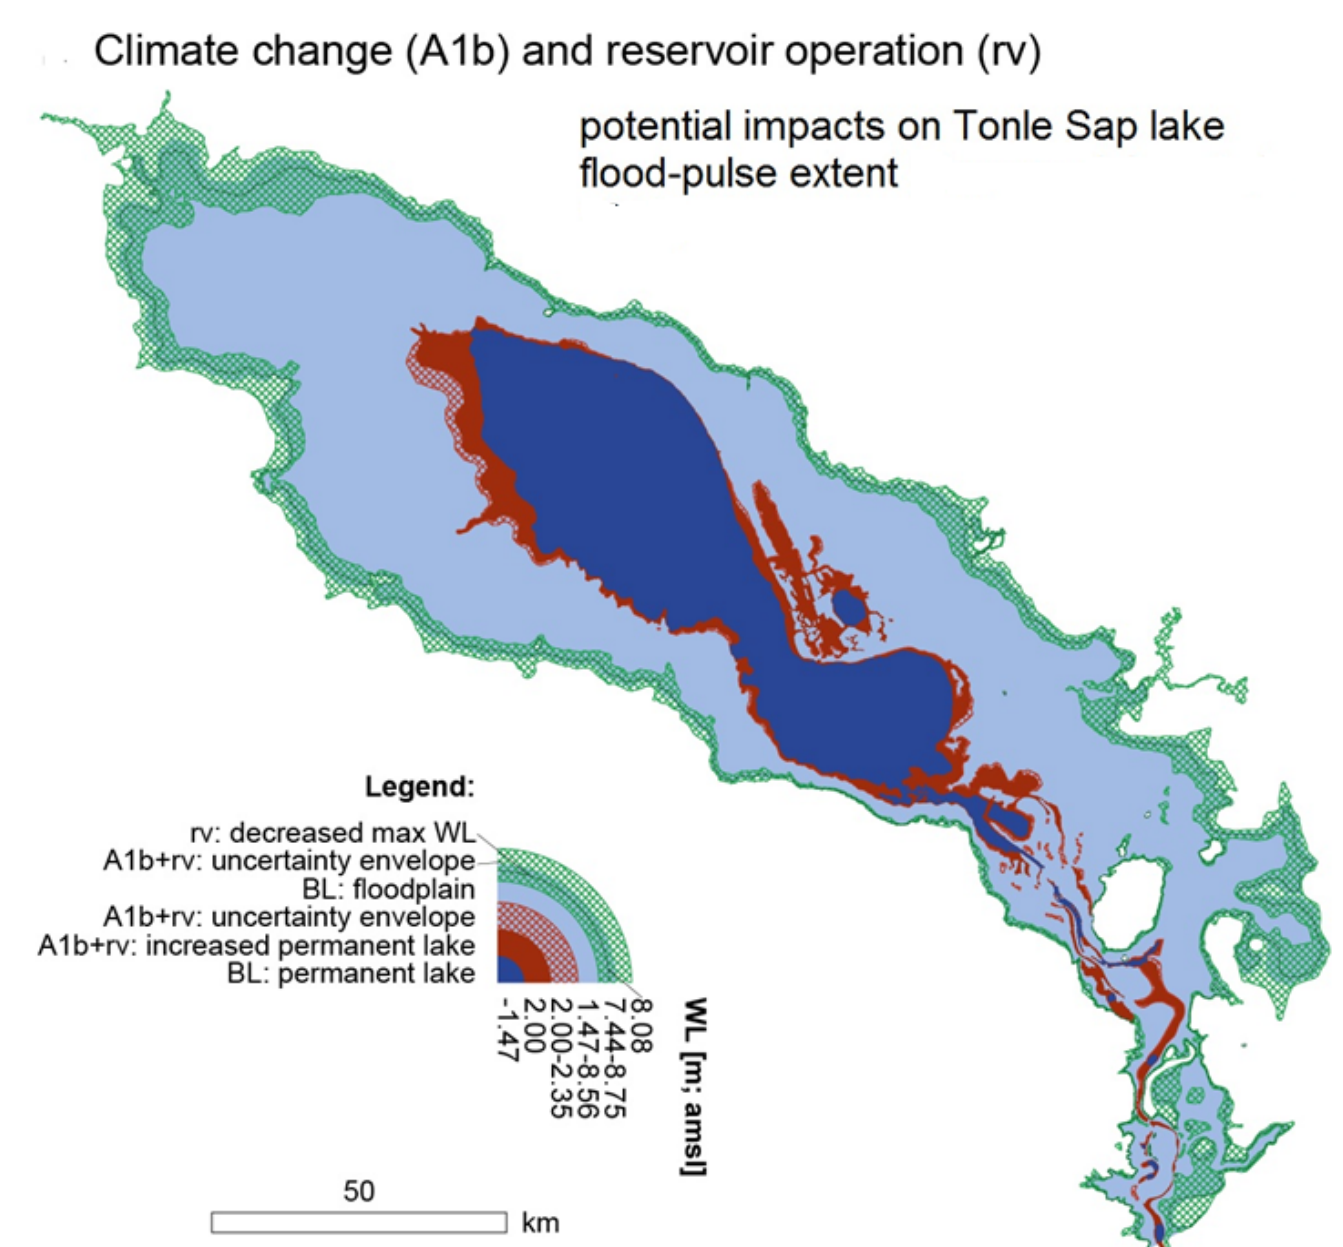 Climate change (A1b) and reservoir operation (rv)
potential impacts on Tonle Sap lake
flood-pulse extent
Legend:
rv: decreased max WL
A1b+rv: uncertainty envelope
BL: floodplain
A1b+rv: uncertainty envelope
A1b+rv: increased permanent lake
BL: permanent lake
-1.47
2.00
2.00-2.35
1.47-8.56
7.44-8.75
8.08
WL [m; amsl]
50
km